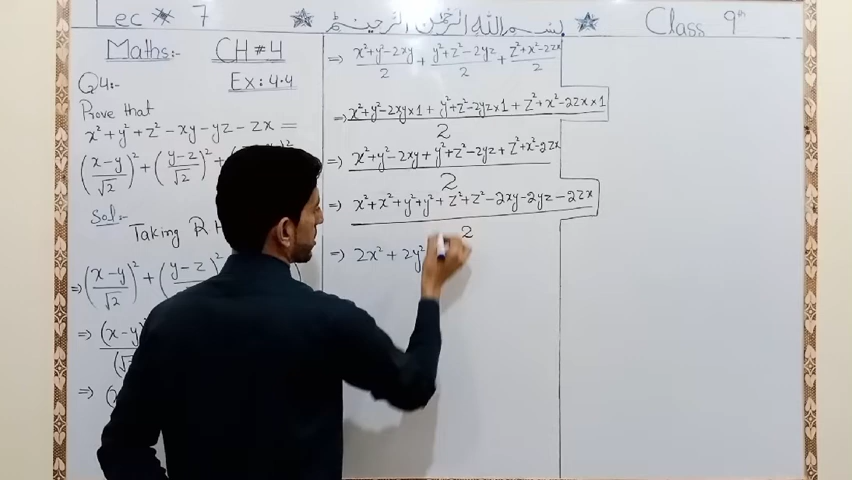 Lec 7
بسم الله الرحمن الرحيم
Class 9th
Maths:- CH # 4
Q4:- Ex: 4.4
Prove that
x² + y² + z² - xy - yz - zx =
((x-y)/√2)² + ((y-z)/√2)² +
Sol:-
Taking R H
⇒ ((x-y)/√2)² + ((y-z)/√2)²
⇒ (x-y)
⇒
⇒ (x²+y²-2xy)/2 + (y²+z²-2yz)/2 + (z²+x²-2zx)/2
⇒ (x²+y²-2xy×1 + y²+z²-2yz×1 + z²+x²-2zx×1)/2
⇒ (x²+y²-2xy+y²+z²-2yz+z²+x²-2zx)/2
⇒ (x²+x²+y²+y²+z²+z²-2xy-2yz-2zx)/2
⇒ 2x² + 2y²